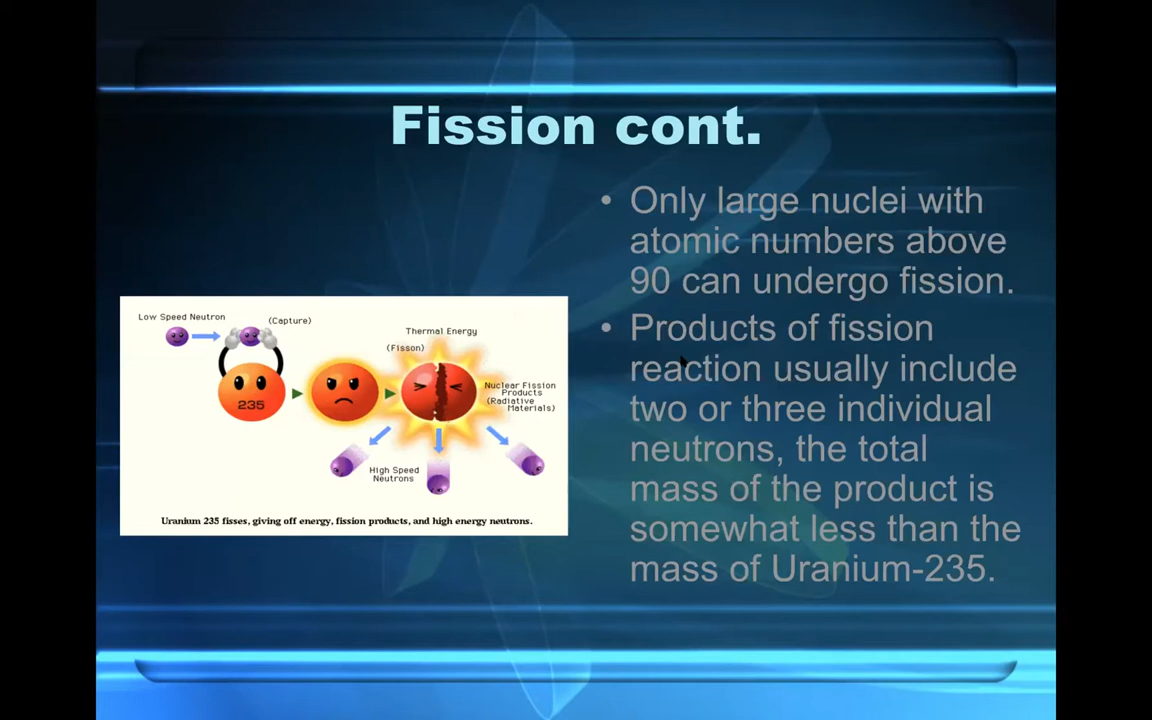 Fission cont.
• Only large nuclei with
atomic numbers above
90 can undergo fission.
• Products of fission
reaction usually include
two or three individual
neutrons, the total
mass of the product is
somewhat less than the
mass of Uranium-235.
Low Speed Neutron
(Capture)
Thermal Energy
(Fisson)
235
Nuclear Fission
Products
(Radiative
Materials)
High Speed
Neutrons
Uranium 235 fisses, giving off energy, fission products, and high energy neutrons.